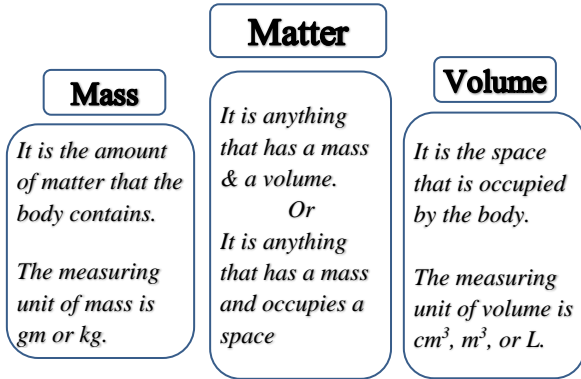 Matter
Mass
Volume
It is the amount
of matter that the
body contains.
The measuring
unit of mass is
gm or kg.
It is anything
that has a mass
& a volume.
Or
It is anything
that has a mass
and occupies a
space
It is the space
that is occupied
by the body.
The measuring
unit of volume is
cm³, m³, or L.